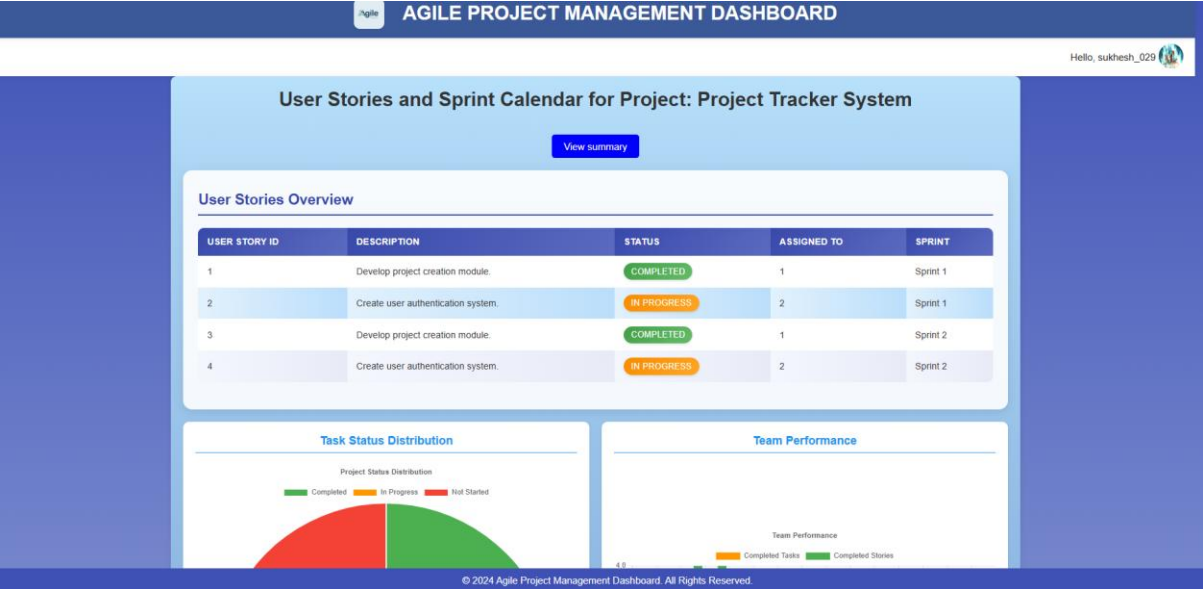 Agile AGILE PROJECT MANAGEMENT DASHBOARD
Hello, sukhesh_029
User Stories and Sprint Calendar for Project: Project Tracker System
View summary
User Stories Overview
USER STORY ID DESCRIPTION STATUS ASSIGNED TO SPRINT
1 Develop project creation module. COMPLETED 1 Sprint 1
2 Create user authentication system. IN PROGRESS 2 Sprint 1
3 Develop project creation module. COMPLETED 1 Sprint 2
4 Create user authentication system. IN PROGRESS 2 Sprint 2
Task Status Distribution
Project Status Distribution
Completed In Progress Not Started
Team Performance
Team Performance
Completed Tasks Completed Stories
4.0
© 2024 Agile Project Management Dashboard. All Rights Reserved.